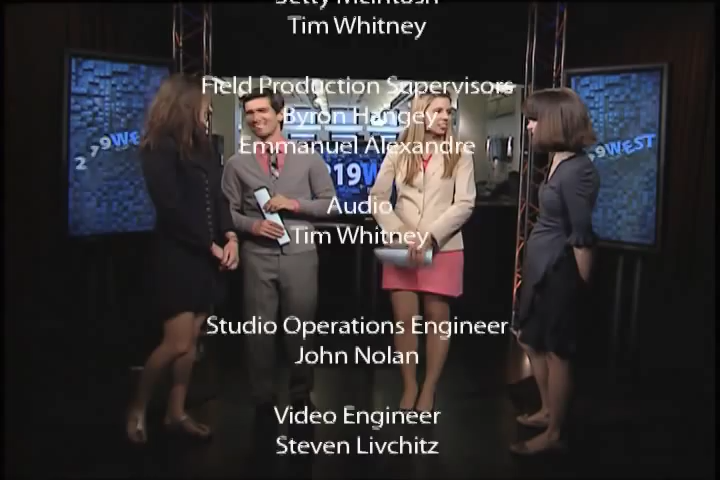 Tim Whitney
Field Production Supervisors
Byron Hangey
Emmanuel Alexandre
219WEST
Audio
Tim Whitney
Studio Operations Engineer
John Nolan
Video Engineer
Steven Livchitz